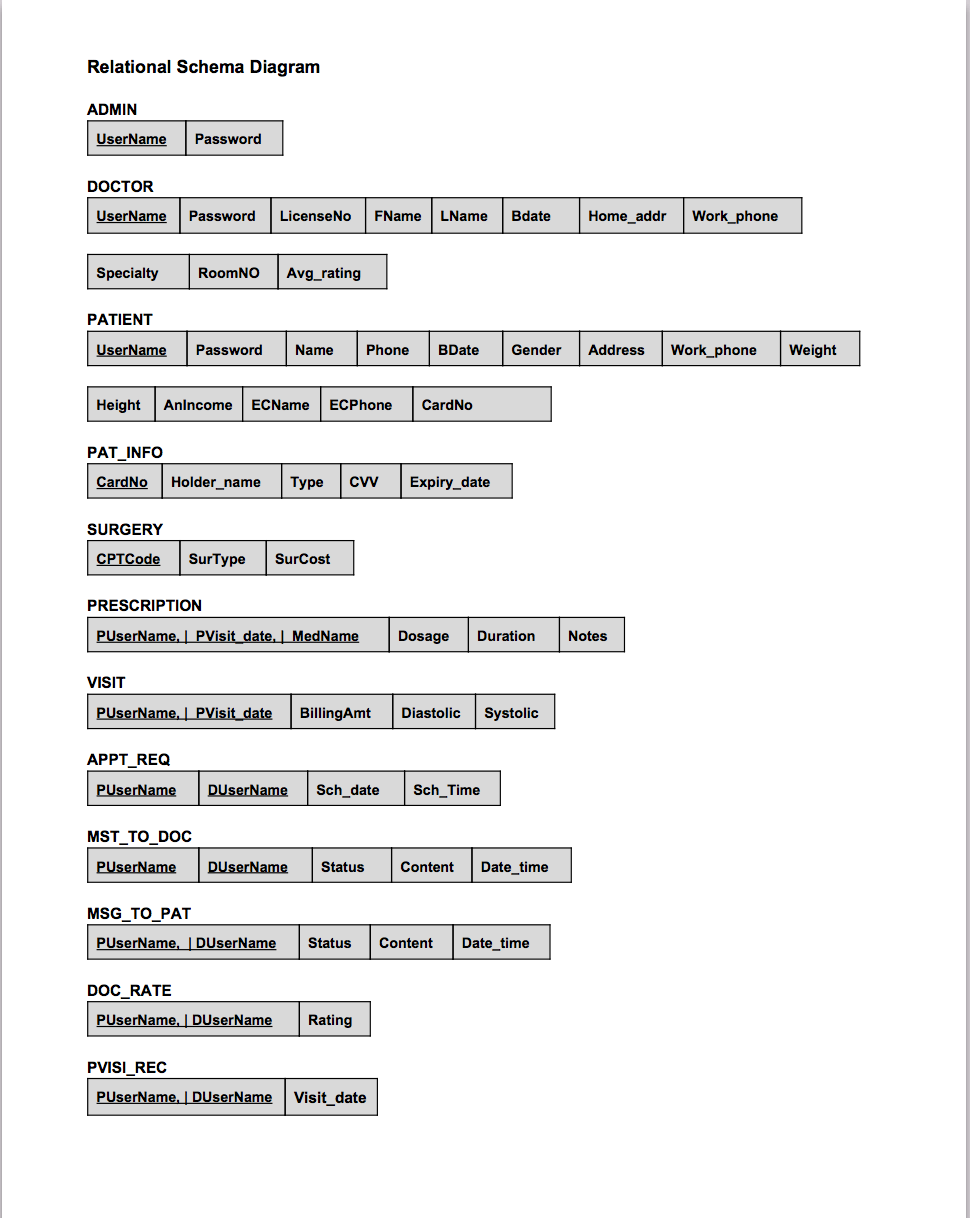 Relational Schema Diagram
ADMIN
UserName Password
DOCTOR
UserName Password LicenseNo FName LName Bdate Home_addr Work_phone
Specialty RoomNO Avg_rating
PATIENT
UserName Password Name Phone BDate Gender Address Work_phone Weight
Height AnIncome ECName ECPhone CardNo
PAT_INFO
CardNo Holder_name Type CVV Expiry_date
SURGERY
CPTCode SurType SurCost
PRESCRIPTION
PUserName, | PVisit_date, | MedName Dosage Duration Notes
VISIT
PUserName, | PVisit_date BillingAmt Diastolic Systolic
APPT_REQ
PUserName DUserName Sch_date Sch_Time
MST_TO_DOC
PUserName DUserName Status Content Date_time
MSG_TO_PAT
PUserName, | DUserName Status Content Date_time
DOC_RATE
PUserName, | DUserName Rating
PVISI_REC
PUserName, | DUserName Visit_date